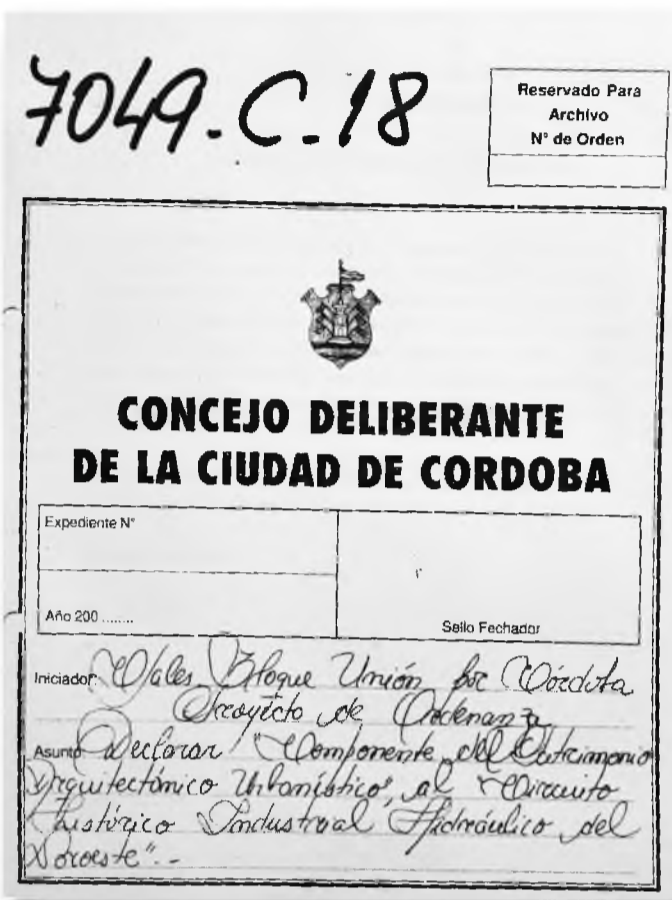 7049.C.18
Reservado Para
Archivo
N° de Orden
CONCEJO DELIBERANTE
DE LA CIUDAD DE CORDOBA
Expediente N°
Año 200 ........
Sello Fechador
Iniciador: C/ales Bloque Unión por Córdoba
Proyecto de Ordenanza
Asunto: Declarar "Componente del Patrimonio
Arquitectónico Urbanístico", al "Circuito
histórico Industrial Hidráulico del
Noroeste".-